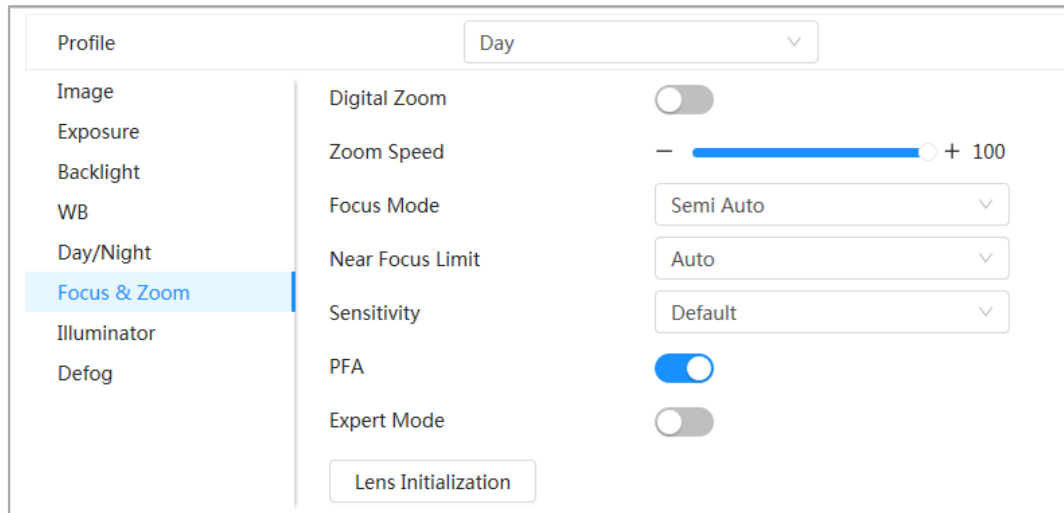 Profile
Day
Image
Exposure
Backlight
WB
Day/Night
Focus & Zoom
Illuminator
Defog
Digital Zoom
Zoom Speed − + 100
Focus Mode Semi Auto
Near Focus Limit Auto
Sensitivity Default
PFA
Expert Mode
Lens Initialization